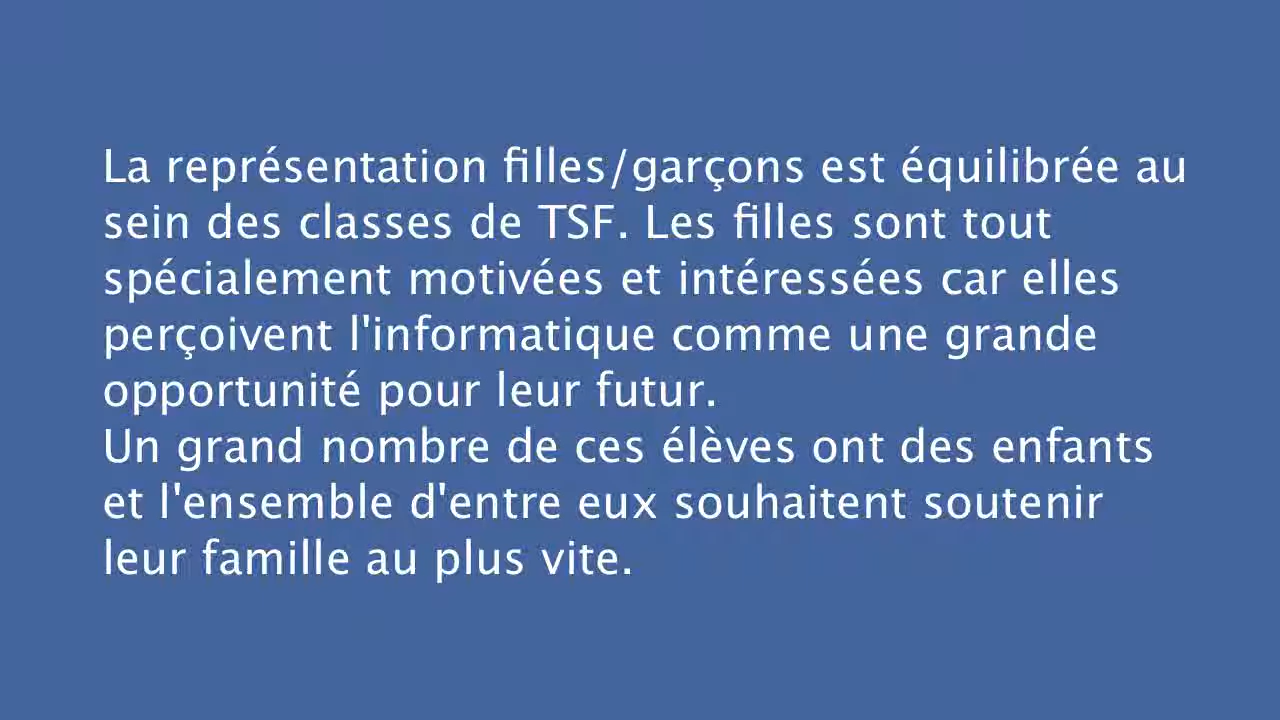 La représentation filles/garçons est équilibrée au
sein des classes de TSF. Les filles sont tout
spécialement motivées et intéressées car elles
perçoivent l'informatique comme une grande
opportunité pour leur futur.
Un grand nombre de ces élèves ont des enfants
et l'ensemble d'entre eux souhaitent soutenir
leur famille au plus vite.